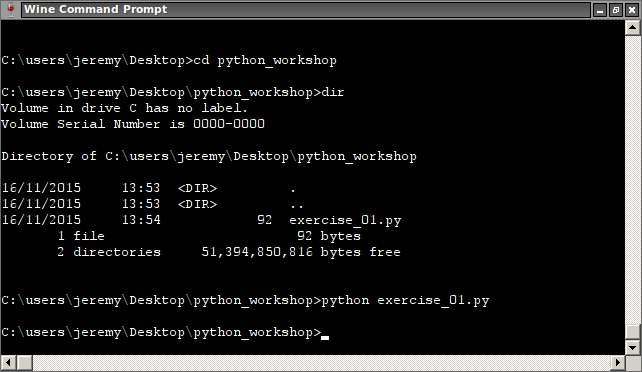 Wine Command Prompt
C:\users\jeremy\Desktop>cd python_workshop
C:\users\jeremy\Desktop\python_workshop>dir
Volume in drive C has no label.
Volume Serial Number is 0000-0000
Directory of C:\users\jeremy\Desktop\python_workshop
16/11/2015     13:53  <DIR>         .
16/11/2015     13:53  <DIR>         ..
16/11/2015     13:54            92  exercise_01.py
       1 file                        92 bytes
       2 directories     51,394,850,816 bytes free
C:\users\jeremy\Desktop\python_workshop>python exercise_01.py
C:\users\jeremy\Desktop\python_workshop>